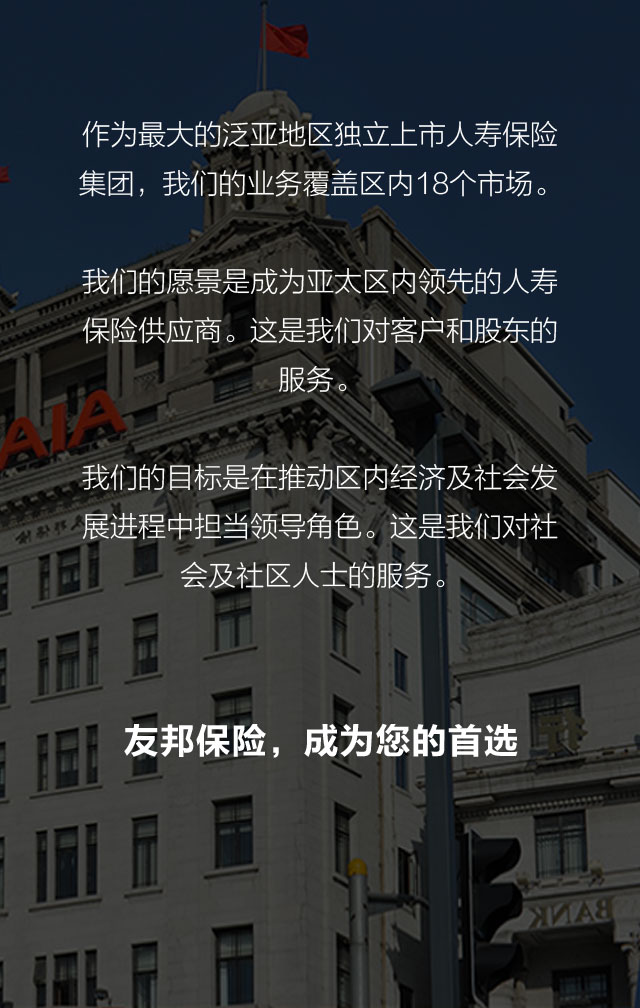 作为最大的泛亚地区独立上市人寿保险
集团，我们的业务覆盖区内18个市场。
我们的愿景是成为亚太区内领先的人寿
保险供应商。这是我们对客户和股东的
服务。
AIA
我们的目标是在推动区内经济及社会发
展进程中担当领导角色。这是我们对社
会及社区人士的服务。
友邦保险，成为您的首选
行
BANK